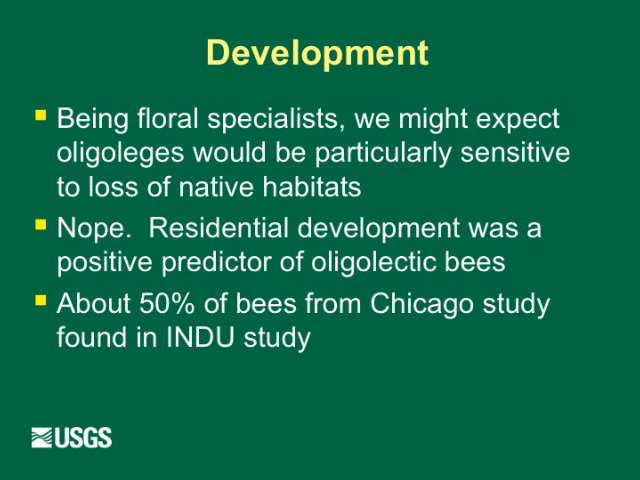 Development
Being floral specialists, we might expect
oligoleges would be particularly sensitive
to loss of native habitats
Nope.  Residential development was a
positive predictor of oligolectic bees
About 50% of bees from Chicago study
found in INDU study
USGS